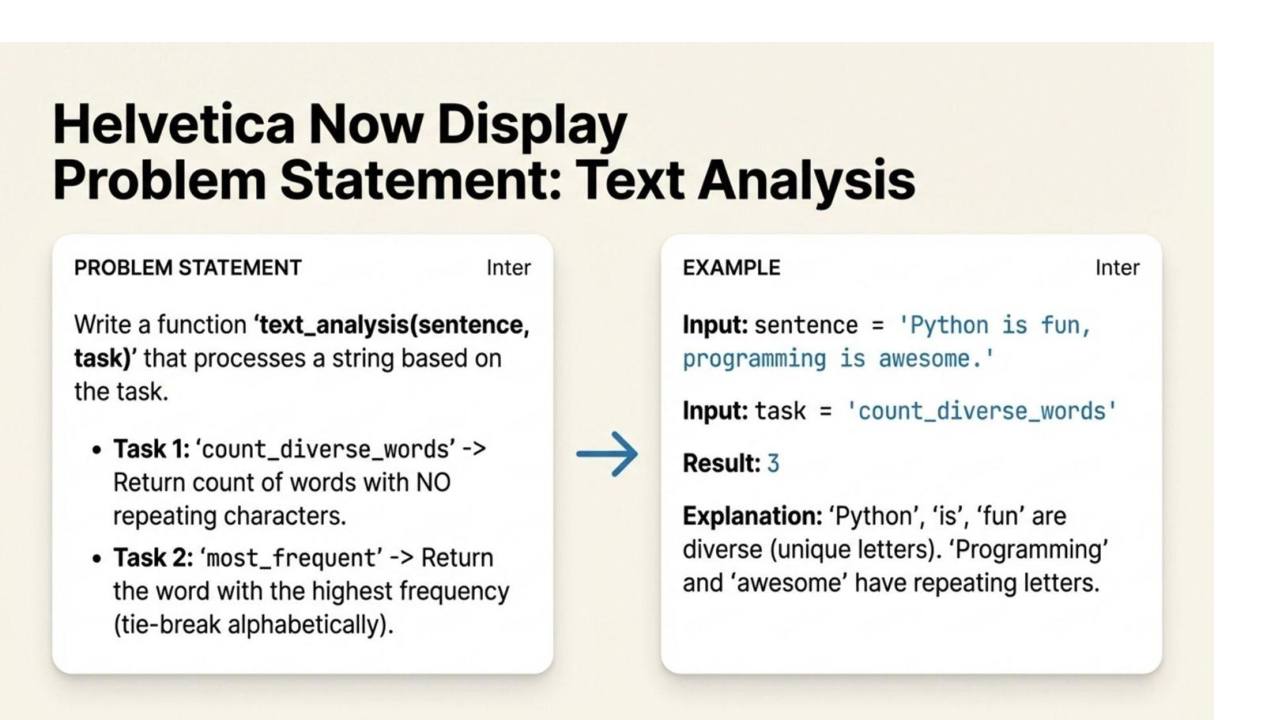 Helvetica Now Display
Problem Statement: Text Analysis
PROBLEM STATEMENT
Inter
Write a function ‘text_analysis(sentence,
task)’ that processes a string based on
the task.
• Task 1: ‘count_diverse_words’ ->
Return count of words with NO
repeating characters.
• Task 2: ‘most_frequent’ -> Return
the word with the highest frequency
(tie-break alphabetically).
EXAMPLE
Inter
Input: sentence = 'Python is fun,
programming is awesome.'
Input: task = 'count_diverse_words'
Result: 3
Explanation: ‘Python’, ‘is’, ‘fun’ are
diverse (unique letters). ‘Programming’
and ‘awesome’ have repeating letters.